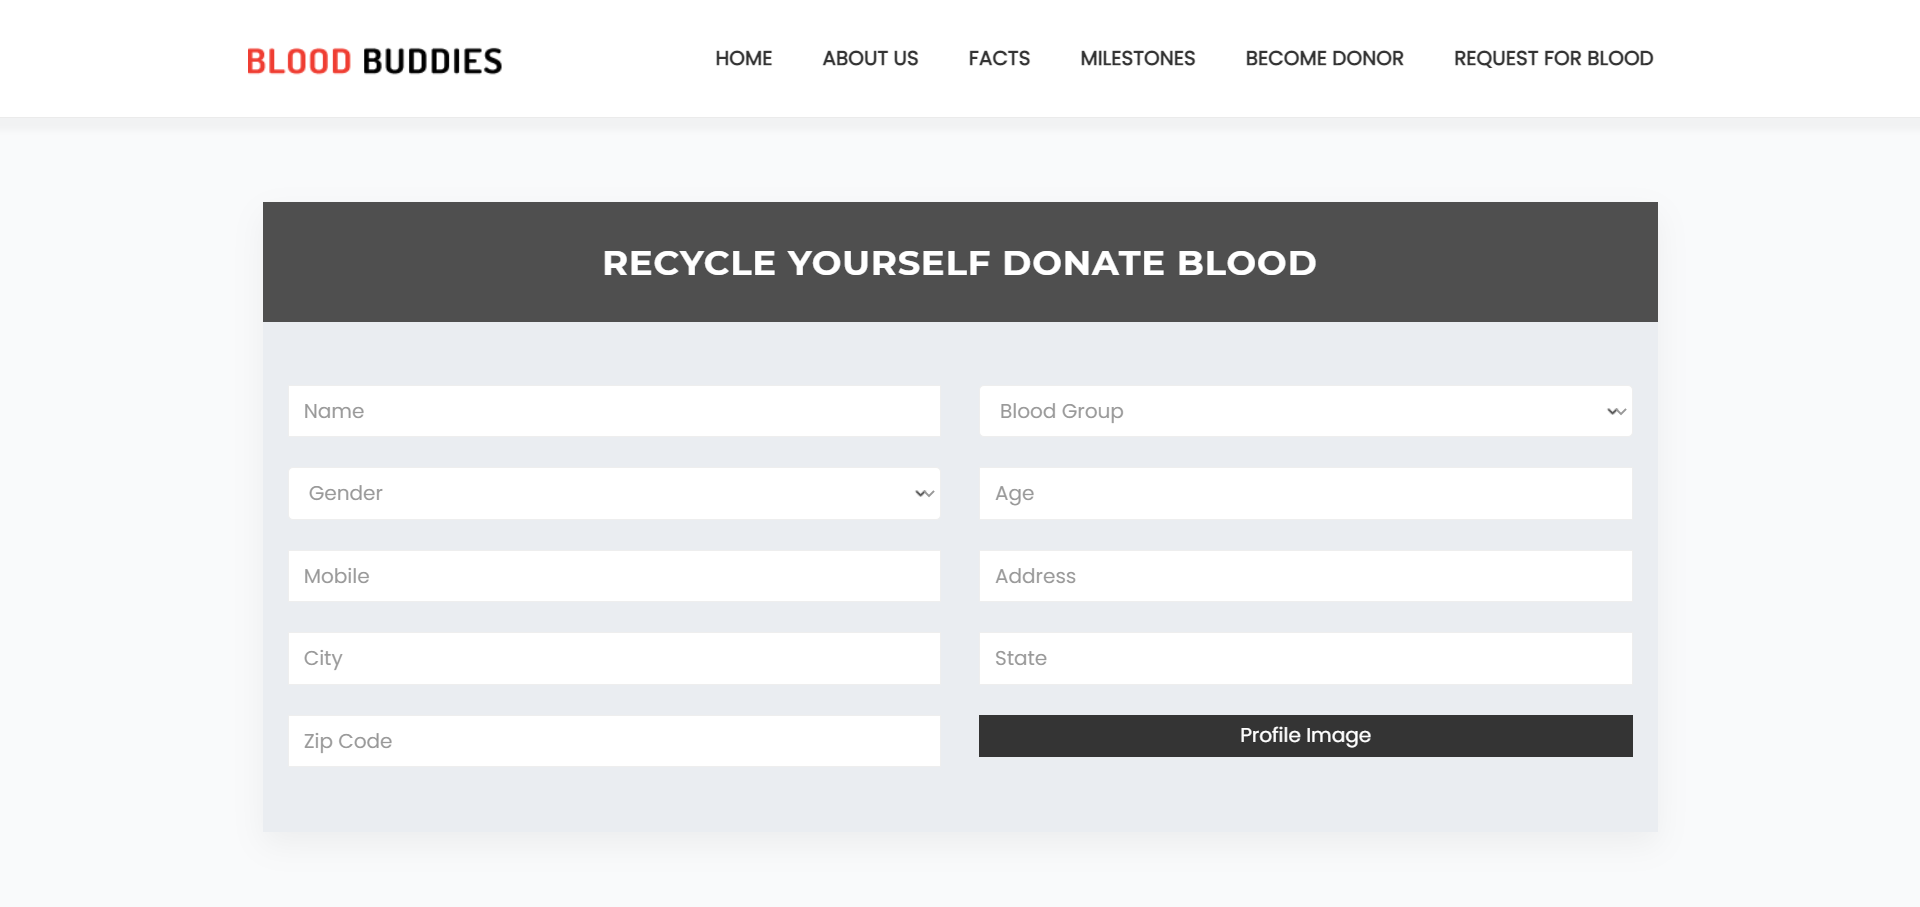 BLOOD BUDDIES
HOME ABOUT US FACTS MILESTONES BECOME DONOR REQUEST FOR BLOOD
RECYCLE YOURSELF DONATE BLOOD
Name
Blood Group
Gender
Age
Mobile
Address
City
State
Zip Code
Profile Image